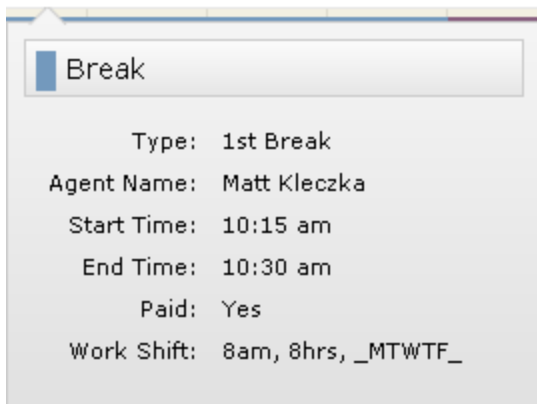 Break
Type: 1st Break
Agent Name: Matt Kleczka
Start Time: 10:15 am
End Time: 10:30 am
Paid: Yes
Work Shift: 8am, 8hrs, _MTWTF_